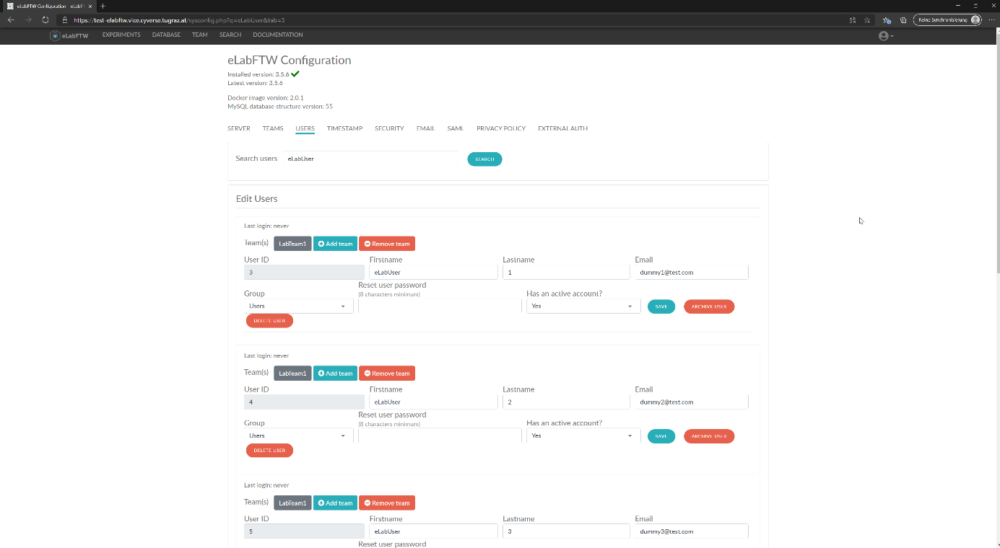 eLabFTW Configuration - eLabFT
https://test-elabftw.vice.cyverse.tugraz.at/sysconfig.php?q=eLabUser&tab=3
Keine Synchronisierung
eLabFTW EXPERIMENTS DATABASE TEAM SEARCH DOCUMENTATION
eLabFTW Configuration
Installed version: 3.5.6
Latest version: 3.5.6
Docker image version: 2.0.1
MySQL database structure version: 55
SERVER TEAMS USERS TIMESTAMP SECURITY EMAIL SAML PRIVACY POLICY EXTERNAL AUTH
Search users eLabUser SEARCH
Edit Users
Last login: never
Team(s) LabTeam1 Add team Remove team
User ID Firstname Lastname Email
3 eLabUser 1 dummy1@test.com
Reset user password
Group (8 characters minimum) Has an active account?
Users Yes SAVE ARCHIVE USER
DELETE USER
Last login: never
Team(s) LabTeam1 Add team Remove team
User ID Firstname Lastname Email
4 eLabUser 2 dummy2@test.com
Reset user password
Group (8 characters minimum) Has an active account?
Users Yes SAVE ARCHIVE USER
DELETE USER
Last login: never
Team(s) LabTeam1 Add team Remove team
User ID Firstname Lastname Email
5 eLabUser 3 dummy3@test.com
Reset user password